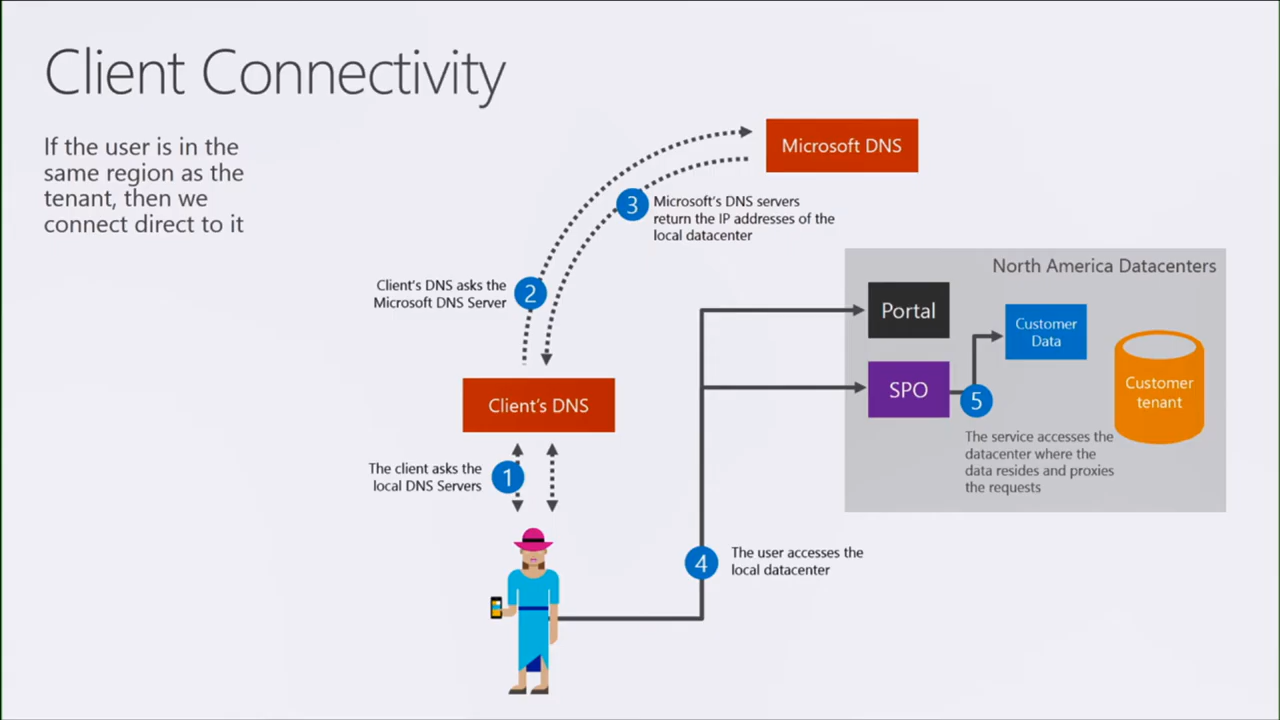 Client Connectivity
If the user is in the
same region as the
tenant, then we
connect direct to it
Microsoft DNS
3
Microsoft's DNS servers
return the IP addresses of the
local datacenter
Client's DNS asks the
Microsoft DNS Server
2
North America Datacenters
Portal
Customer
Data
SPO
Customer
tenant
5
The service accesses the
datacenter where the
data resides and proxies
the requests
Client's DNS
The client asks the
local DNS Servers
1
4
The user accesses the
local datacenter